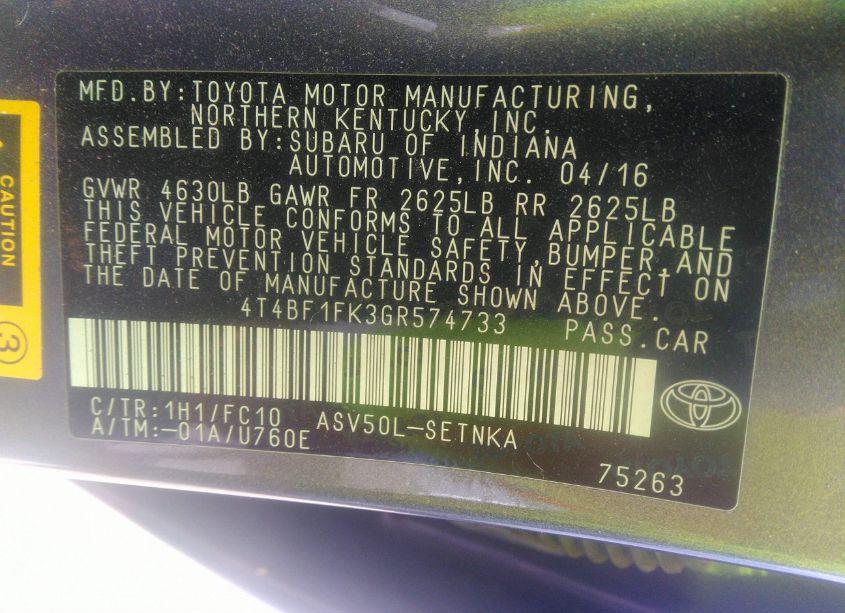 MFD.BY:TOYOTA MOTOR MANUFACTURING,
NORTHERN KENTUCKY,INC.
ASSEMBLED BY:SUBARU OF INDIANA
AUTOMOTIVE,INC. 04/16
GVWR 4630LB GAWR FR 2625LB RR 2625LB
THIS VEHICLE CONFORMS TO ALL APPLICABLE
FEDERAL MOTOR VEHICLE SAFETY,BUMPER,AND
THEFT PREVENTION STANDARDS IN EFFECT ON
THE DATE OF MANUFACTURE SHOWN ABOVE.
4T4BF1FK3GR574733 PASS.CAR
C/TR:1H1/FC10 ASV50L-SETNKA
A/TM:-01A/U760E
75263
CAUTION
3